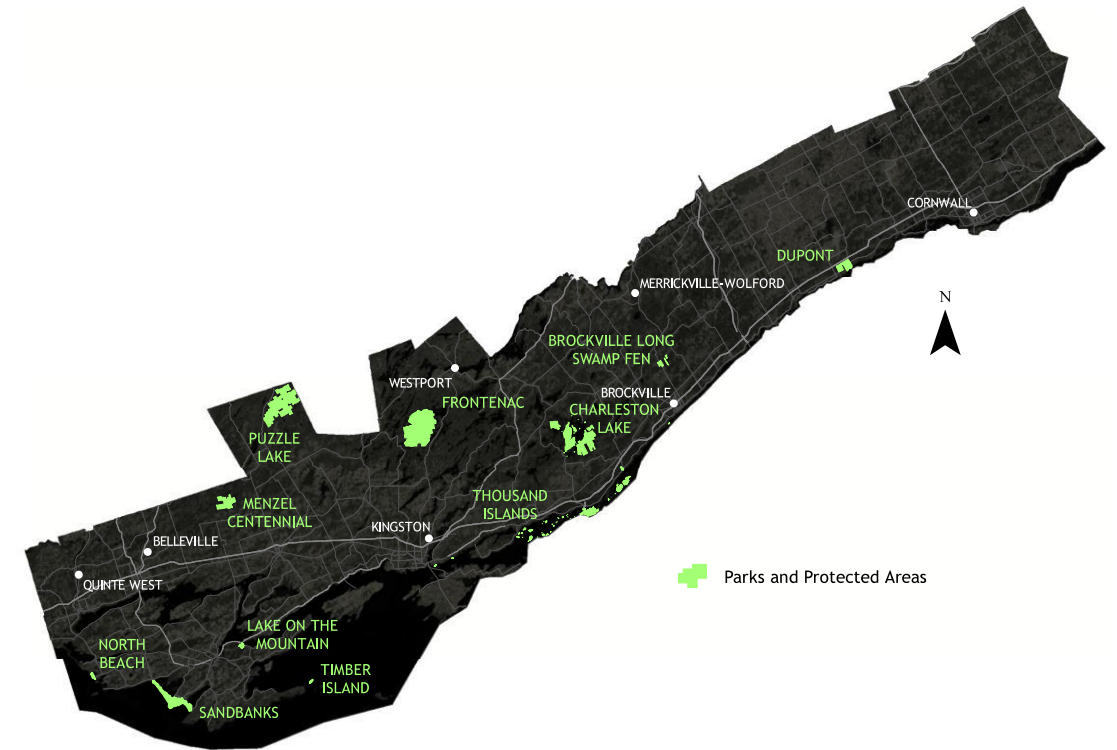 CORNWALL
DUPONT
MERRICKVILLE-WOLFORD
N
BROCKVILLE LONG
SWAMP FEN
WESTPORT
BROCKVILLE
FRONTENAC
CHARLESTON
LAKE
PUZZLE
LAKE
THOUSAND
ISLANDS
MENZEL
CENTENNIAL
KINGSTON
BELLEVILLE
QUINTE WEST
Parks and Protected Areas
LAKE ON THE
MOUNTAIN
NORTH
BEACH
TIMBER
ISLAND
SANDBANKS